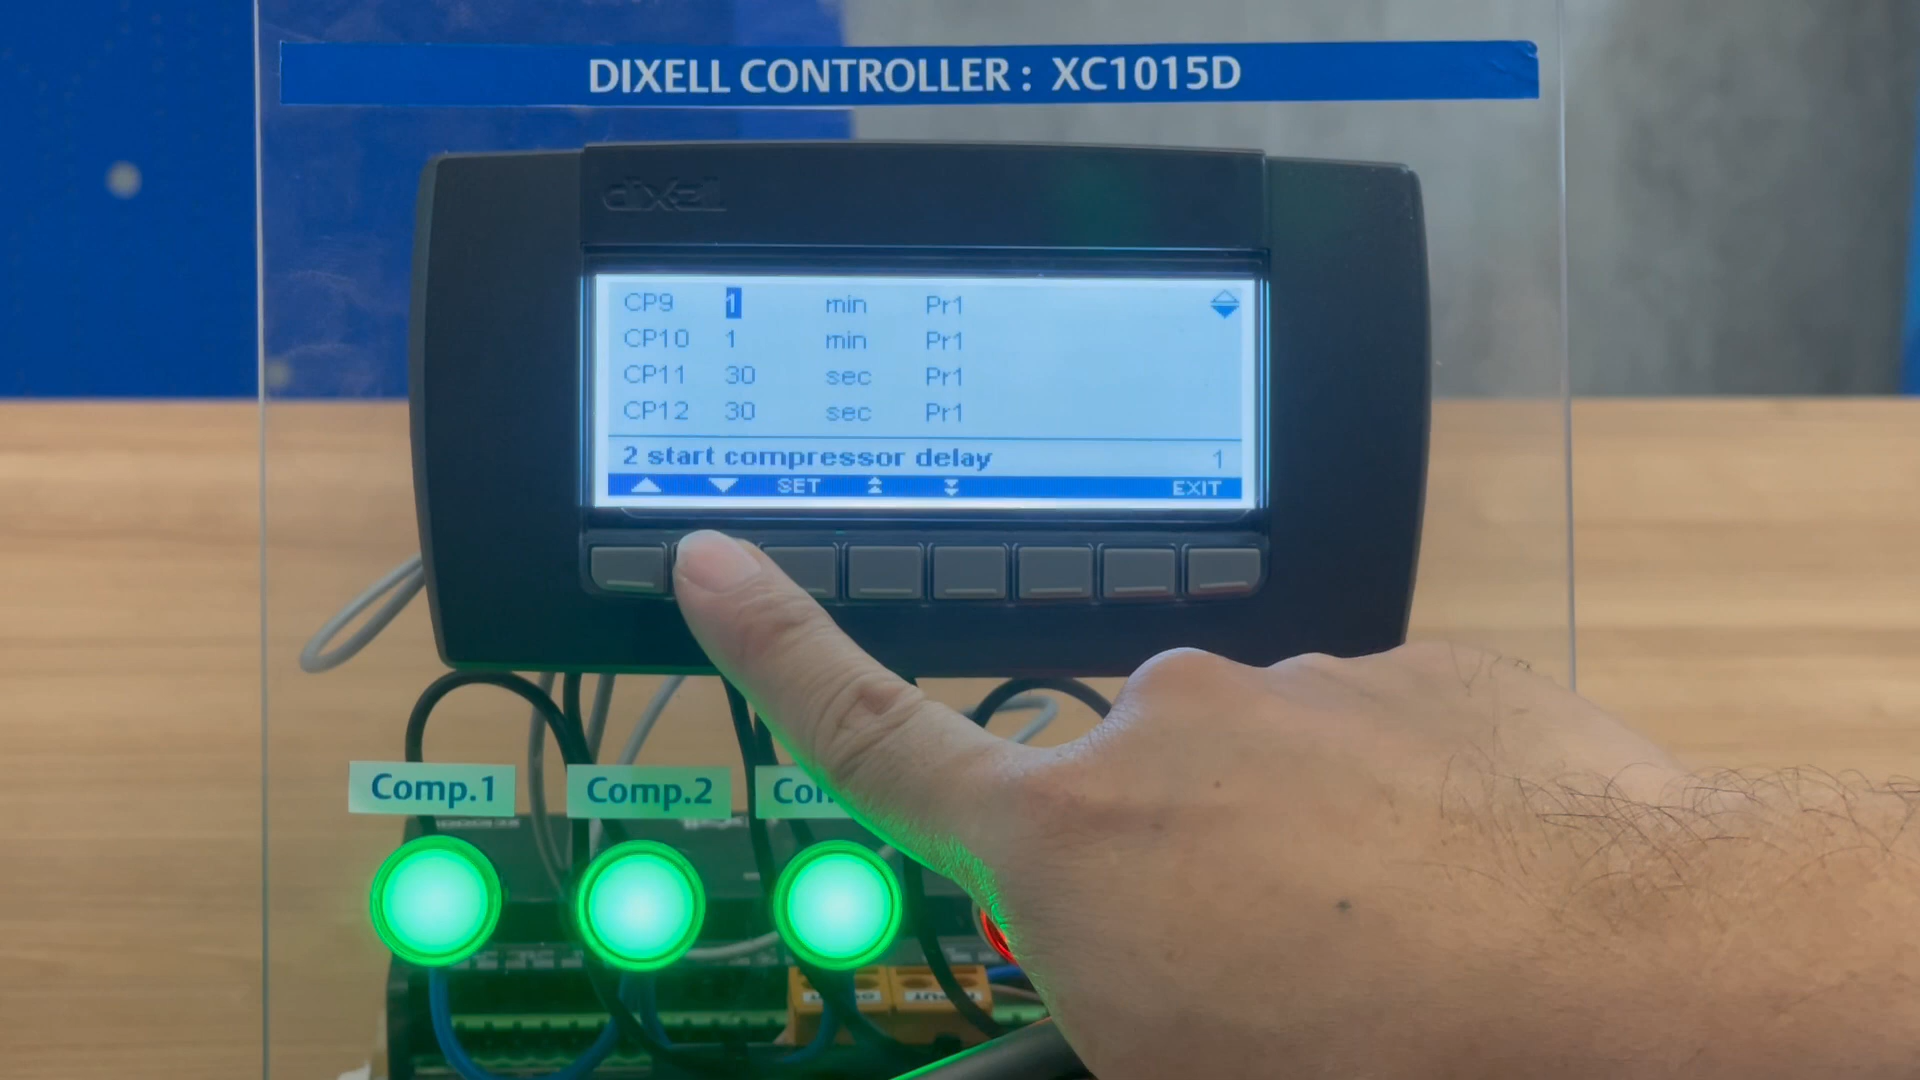 DIXELL CONTROLLER: XC1015D
dixell
CP9 1 min Pr1
CP10 1 min Pr1
CP11 30 sec Pr1
CP12 30 sec Pr1
2 start compressor delay 1
SET EXIT
Comp.1 Comp.2